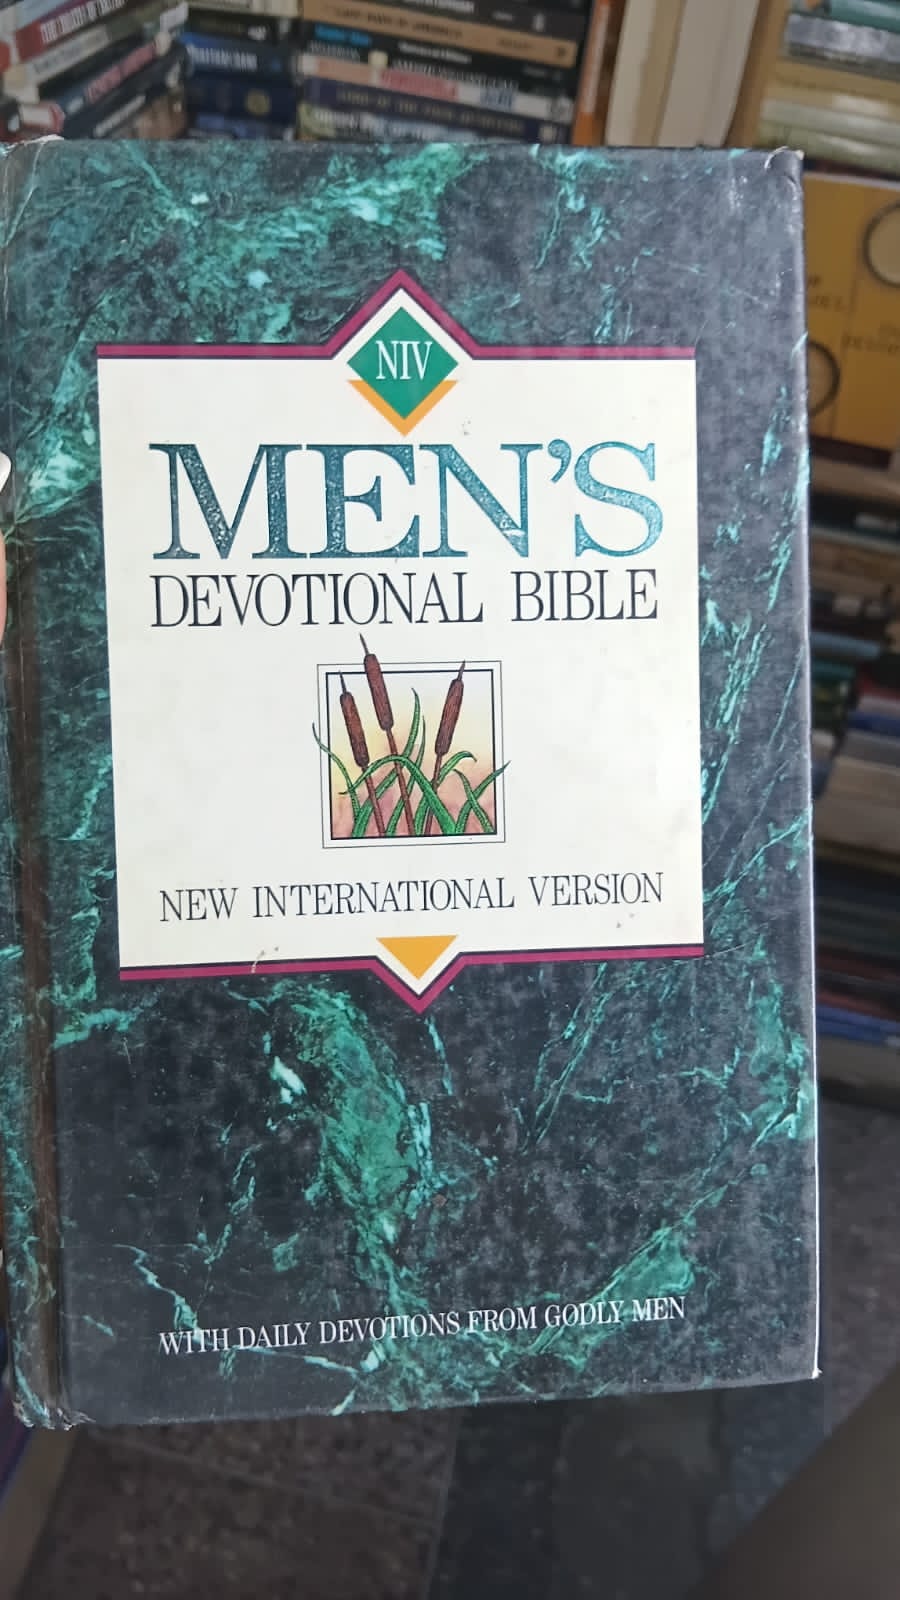 NIV
MEN'S
DEVOTIONAL BIBLE
NEW INTERNATIONAL VERSION
WITH DAILY DEVOTIONS FROM GODLY MEN